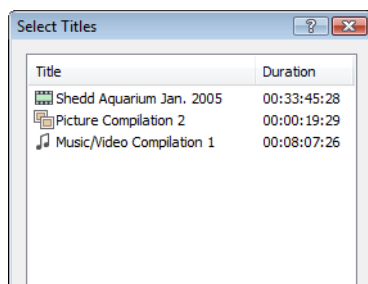 Select Titles
?
Title Duration
Shedd Aquarium Jan. 2005 00:33:45:28
Picture Compilation 2 00:00:19:29
Music/Video Compilation 1 00:08:07:26